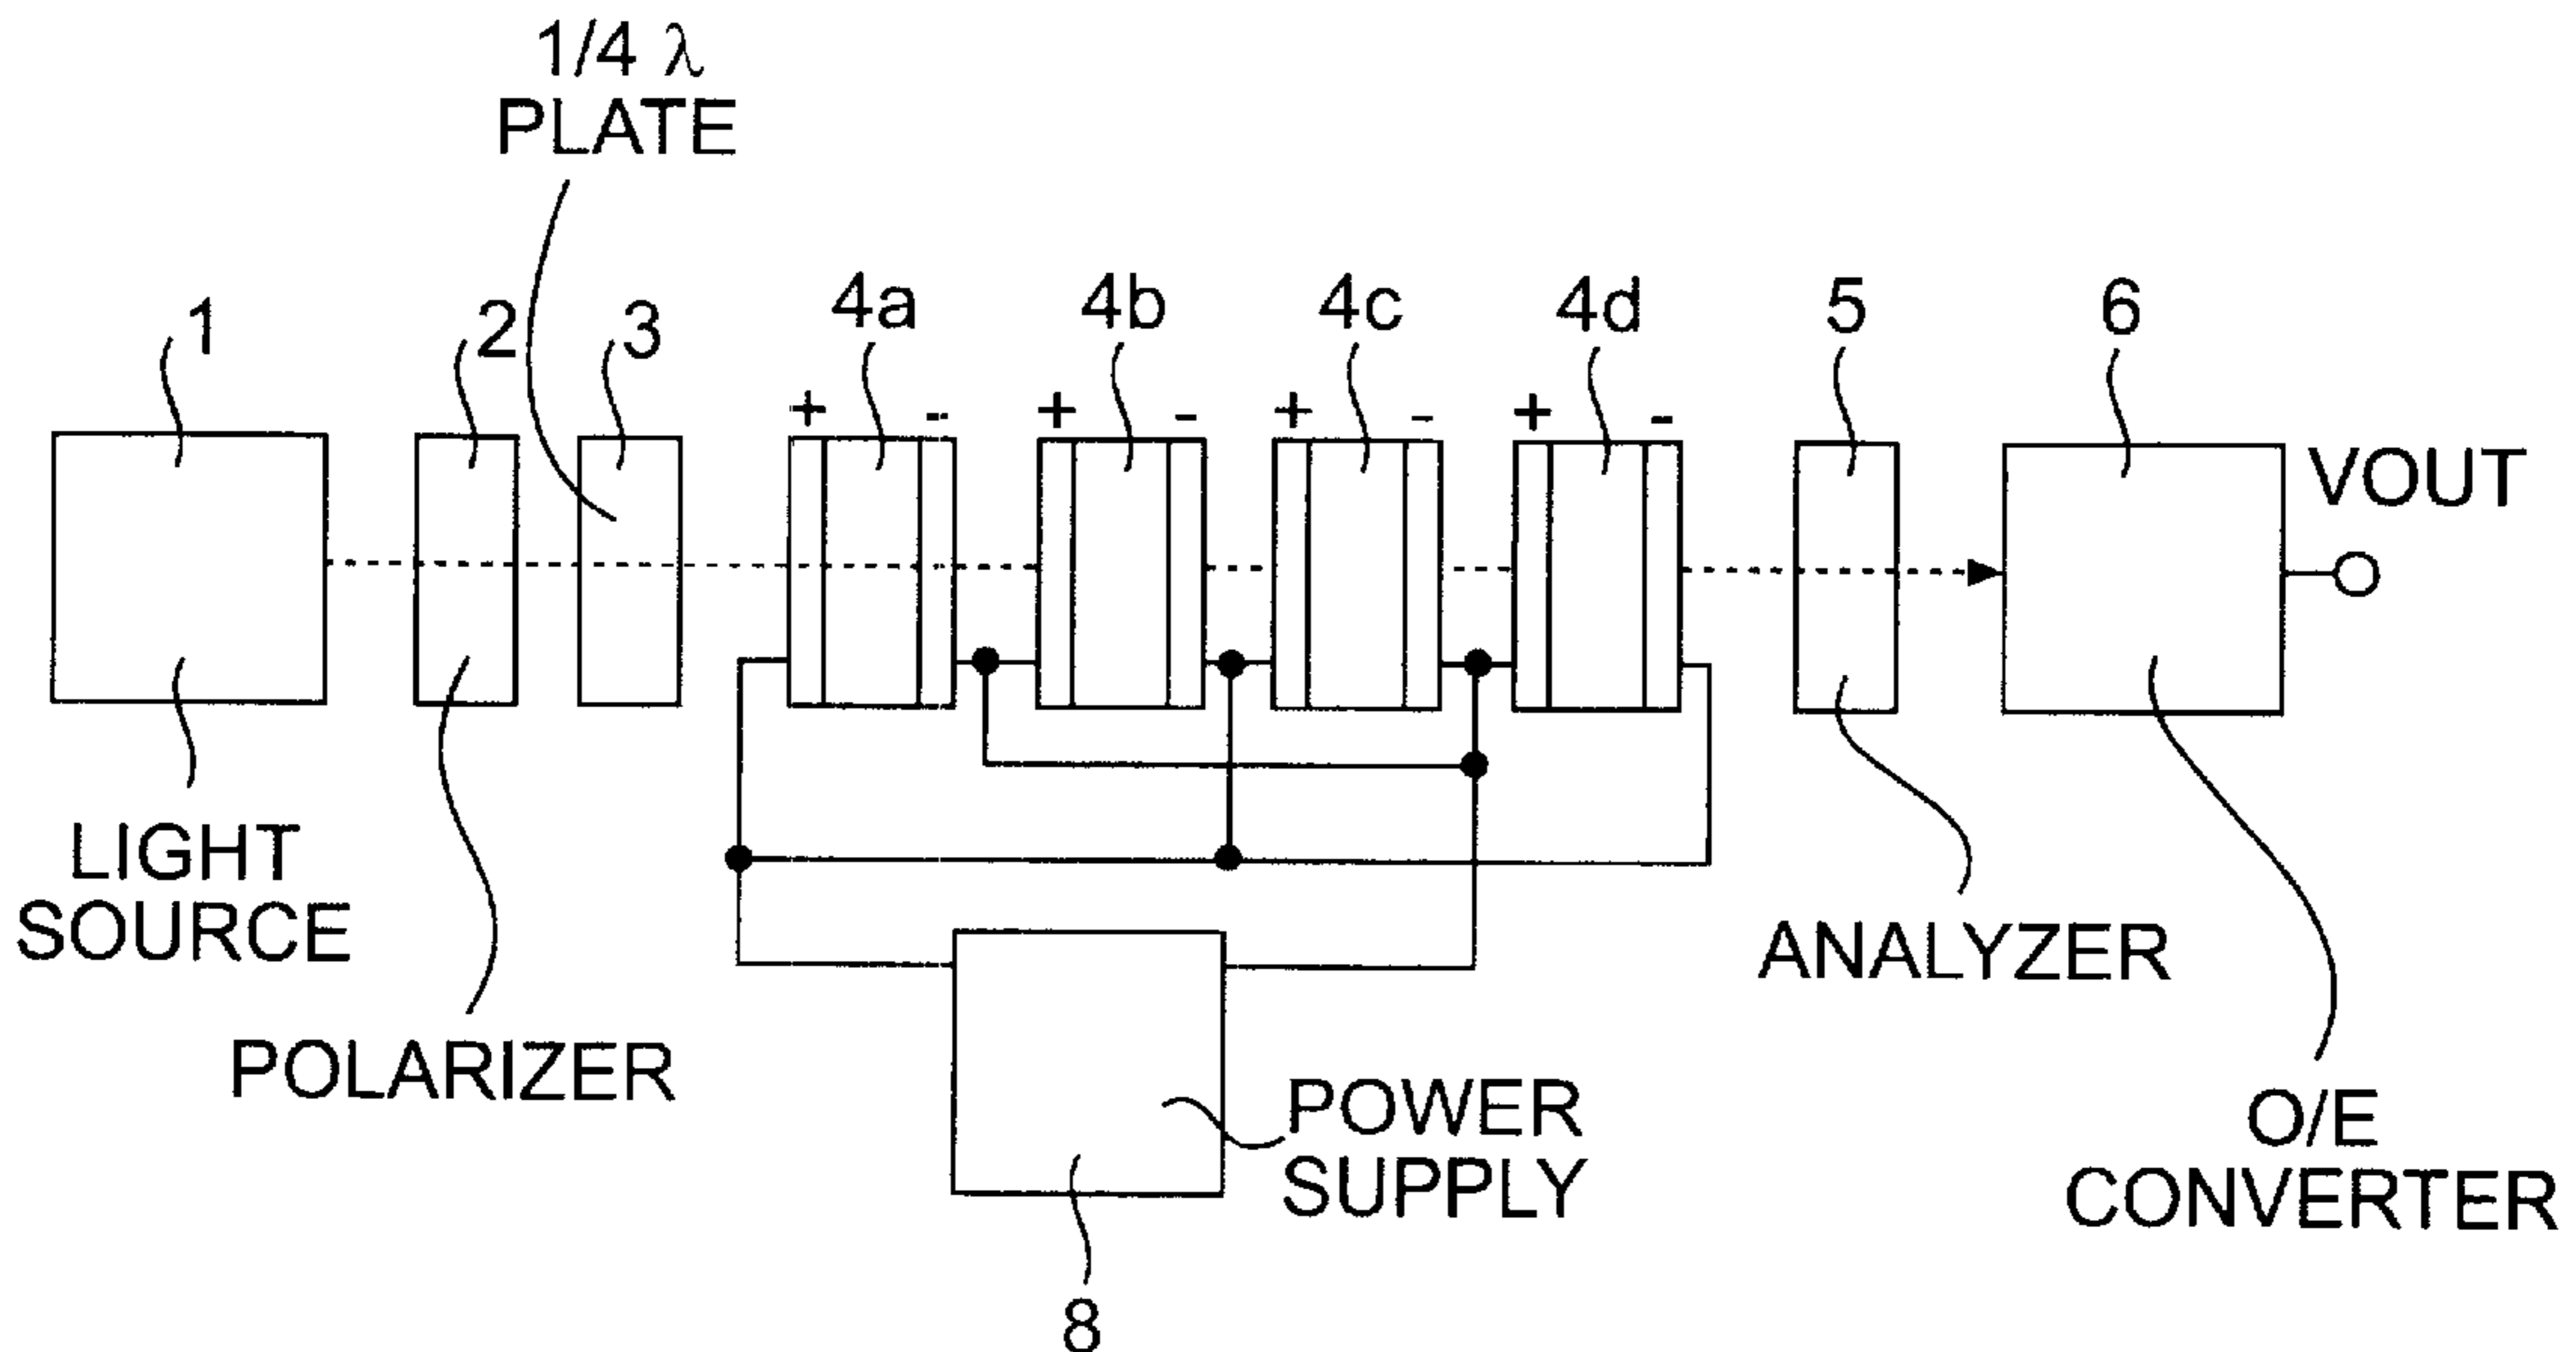 1/4 λ
PLATE
1
2
3
4a
4b
4c
4d
5
6
+ -
+ -
+ -
+ -
VOUT
LIGHT
SOURCE
POLARIZER
ANALYZER
POWER
SUPPLY
O/E
CONVERTER
8